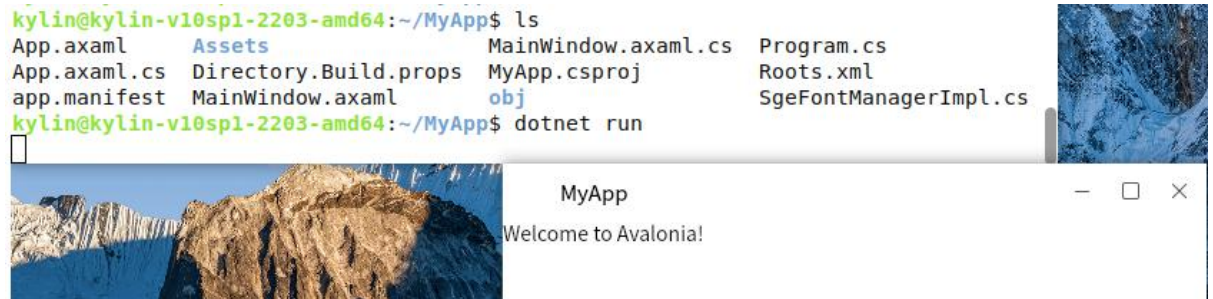 kylin@kylin-v10sp1-2203-amd64:~/MyApp$ ls
App.axaml Assets MainWindow.axaml.cs Program.cs
App.axaml.cs Directory.Build.props MyApp.csproj Roots.xml
app.manifest MainWindow.axaml obj SgeFontManagerImpl.cs
kylin@kylin-v10sp1-2203-amd64:~/MyApp$ dotnet run
MyApp
Welcome to Avalonia!